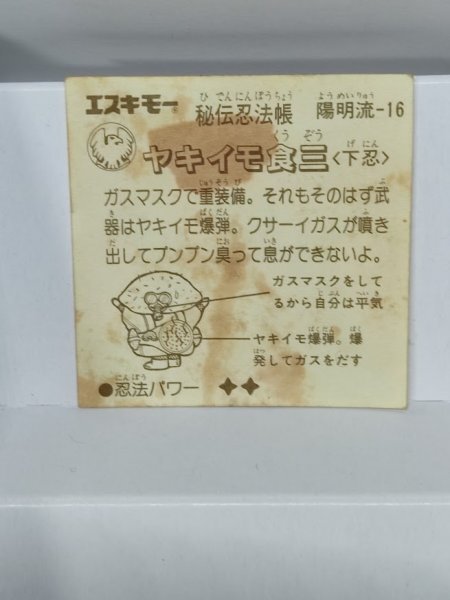 エスキモー®
秘伝忍法帳 陽明流-16
ヤキイモ食三〈下忍〉
ガスマスクで重装備。それもそのはず武
器はヤキイモ爆弾。クサーイガスが噴き
出してプンプン臭って息ができないよ。
ガスマスクをして
るから自分は平気
ヤキイモ爆弾。爆
発してガスをだす
●忍法パワー ✦✦